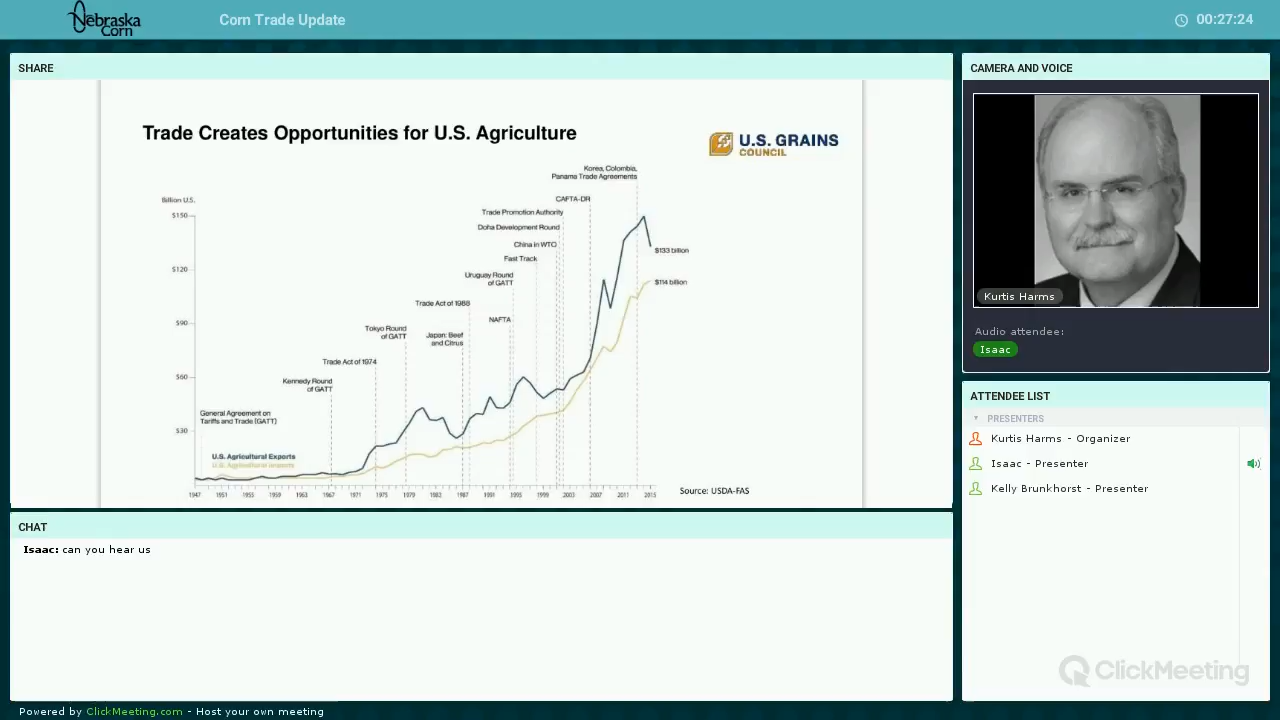 Nebraska
Corn
Corn Trade Update
00:27:24
SHARE
Trade Creates Opportunities for U.S. Agriculture
U.S. GRAINS
COUNCIL
Billion U.S.
$150
$120
$90
$60
$30
Korea, Colombia,
Panama Trade Agreements
CAFTA-DR
Trade Promotion Authority
Doha Development Round
China in WTO
Fast Track
Uruguay Round
of GATT
Trade Act of 1988
NAFTA
Tokyo Round
of GATT
Japan: Beef
and Citrus
Trade Act of 1974
Kennedy Round
of GATT
General Agreement on
Tariffs and Trade (GATT)
$133 billion
$114 billion
U.S. Agricultural Exports
U.S. Agricultural Imports
1947 1951 1955 1959 1963 1967 1971 1975 1979 1983 1987 1991 1995 1999 2003 2007 2011 2015
Source: USDA-FAS
CAMERA AND VOICE
Kurtis Harms
Audio attendee:
Isaac
ATTENDEE LIST
PRESENTERS
Kurtis Harms - Organizer
Isaac - Presenter
Kelly Brunkhorst - Presenter
CHAT
Isaac: can you hear us
ClickMeeting
Powered by ClickMeeting.com - Host your own meeting